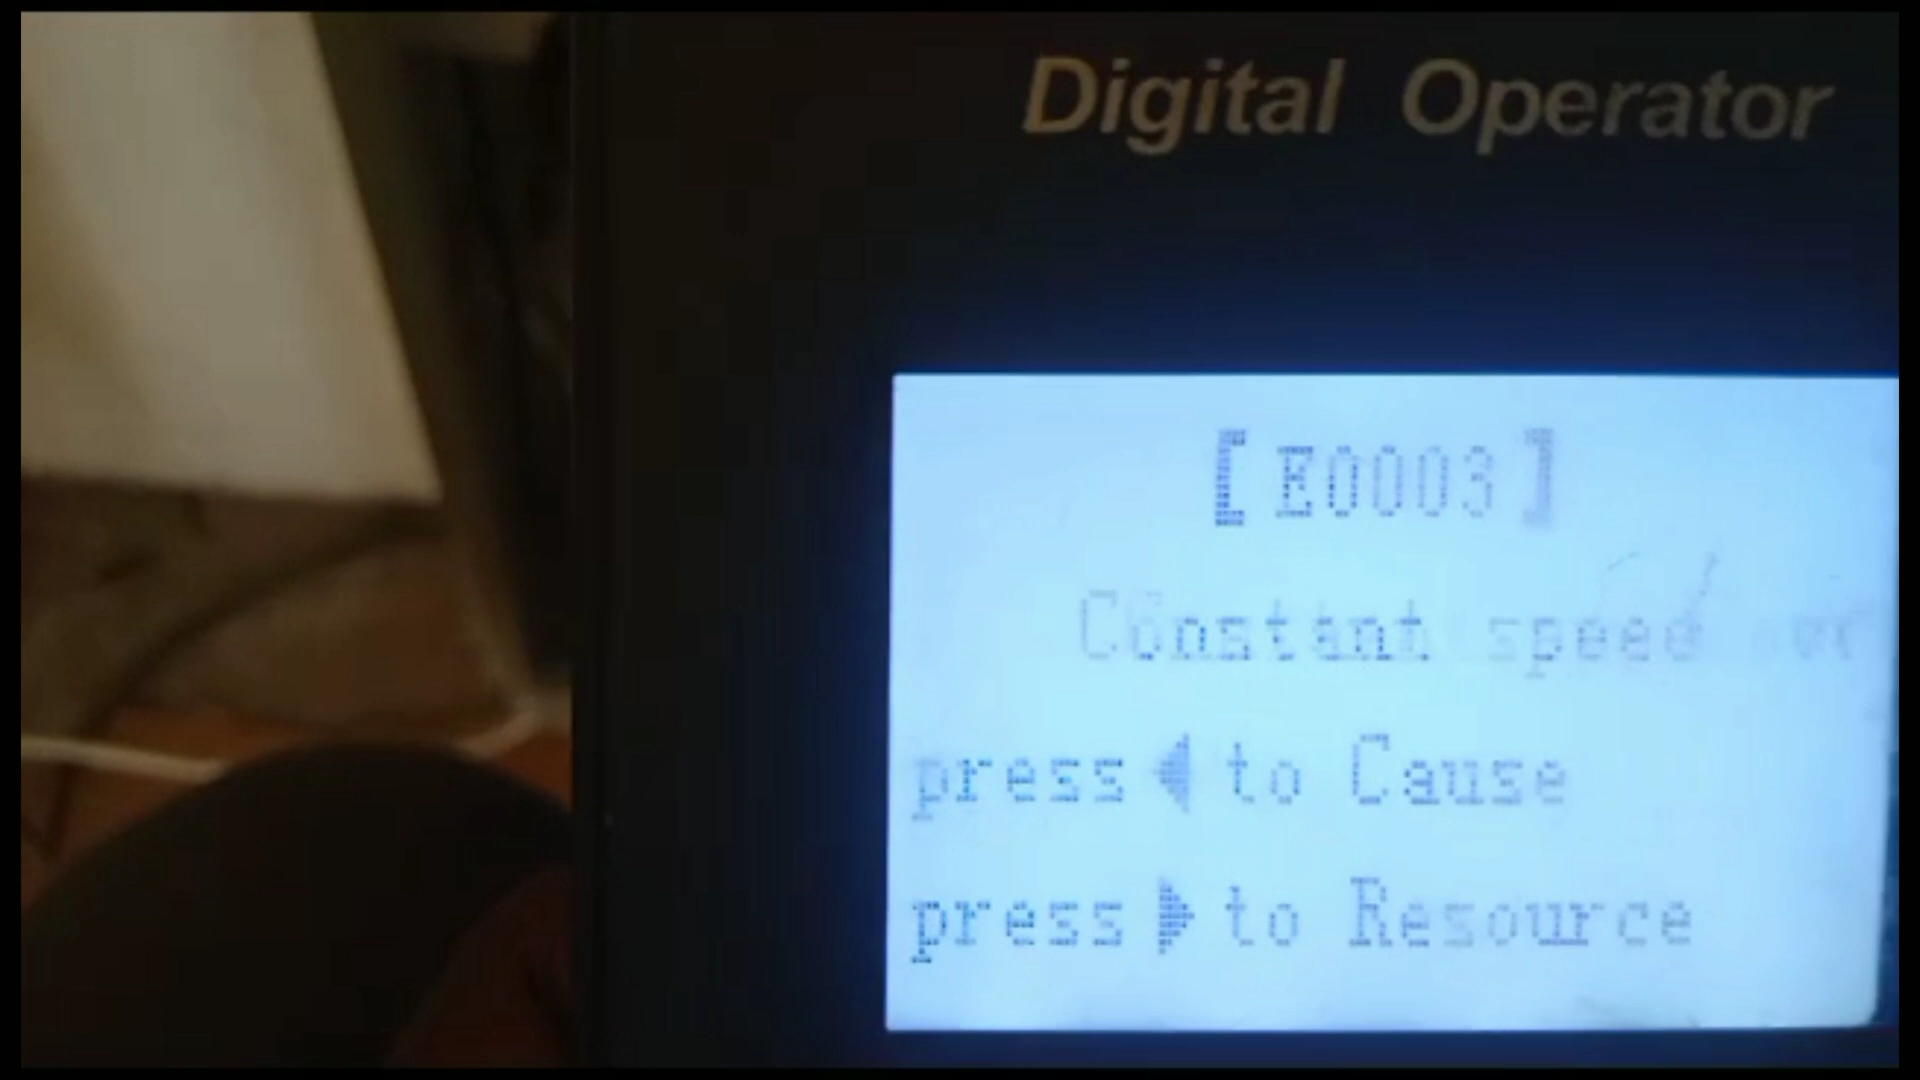 Digital Operator
【E0003】
Constant speed
press ◀ to Cause
press ▶ to Resource